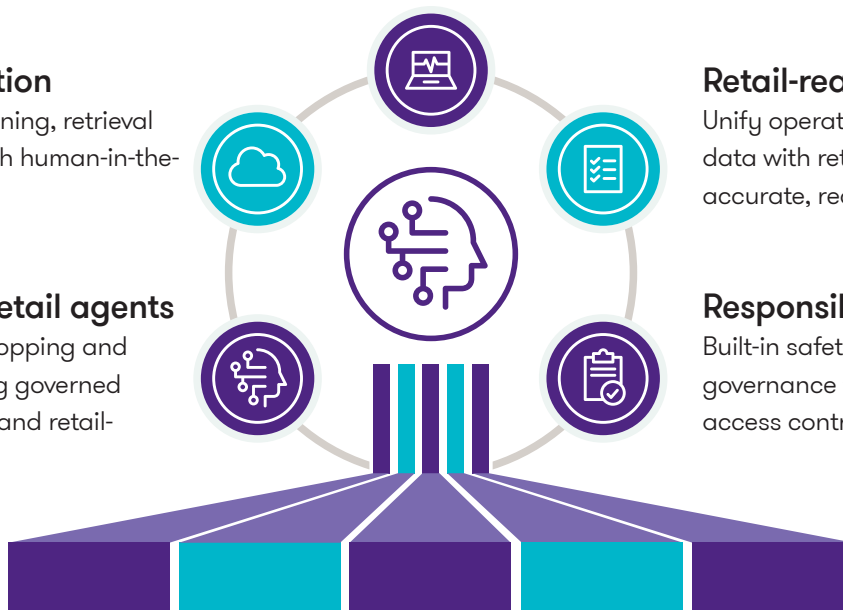 tion
ning, retrieval
h human-in-the-
etail agents
opping and
g governed
and retail-
Retail-rea
Unify operat
data with ret
accurate, rea
Responsil
Built-in safet
governance
access contr